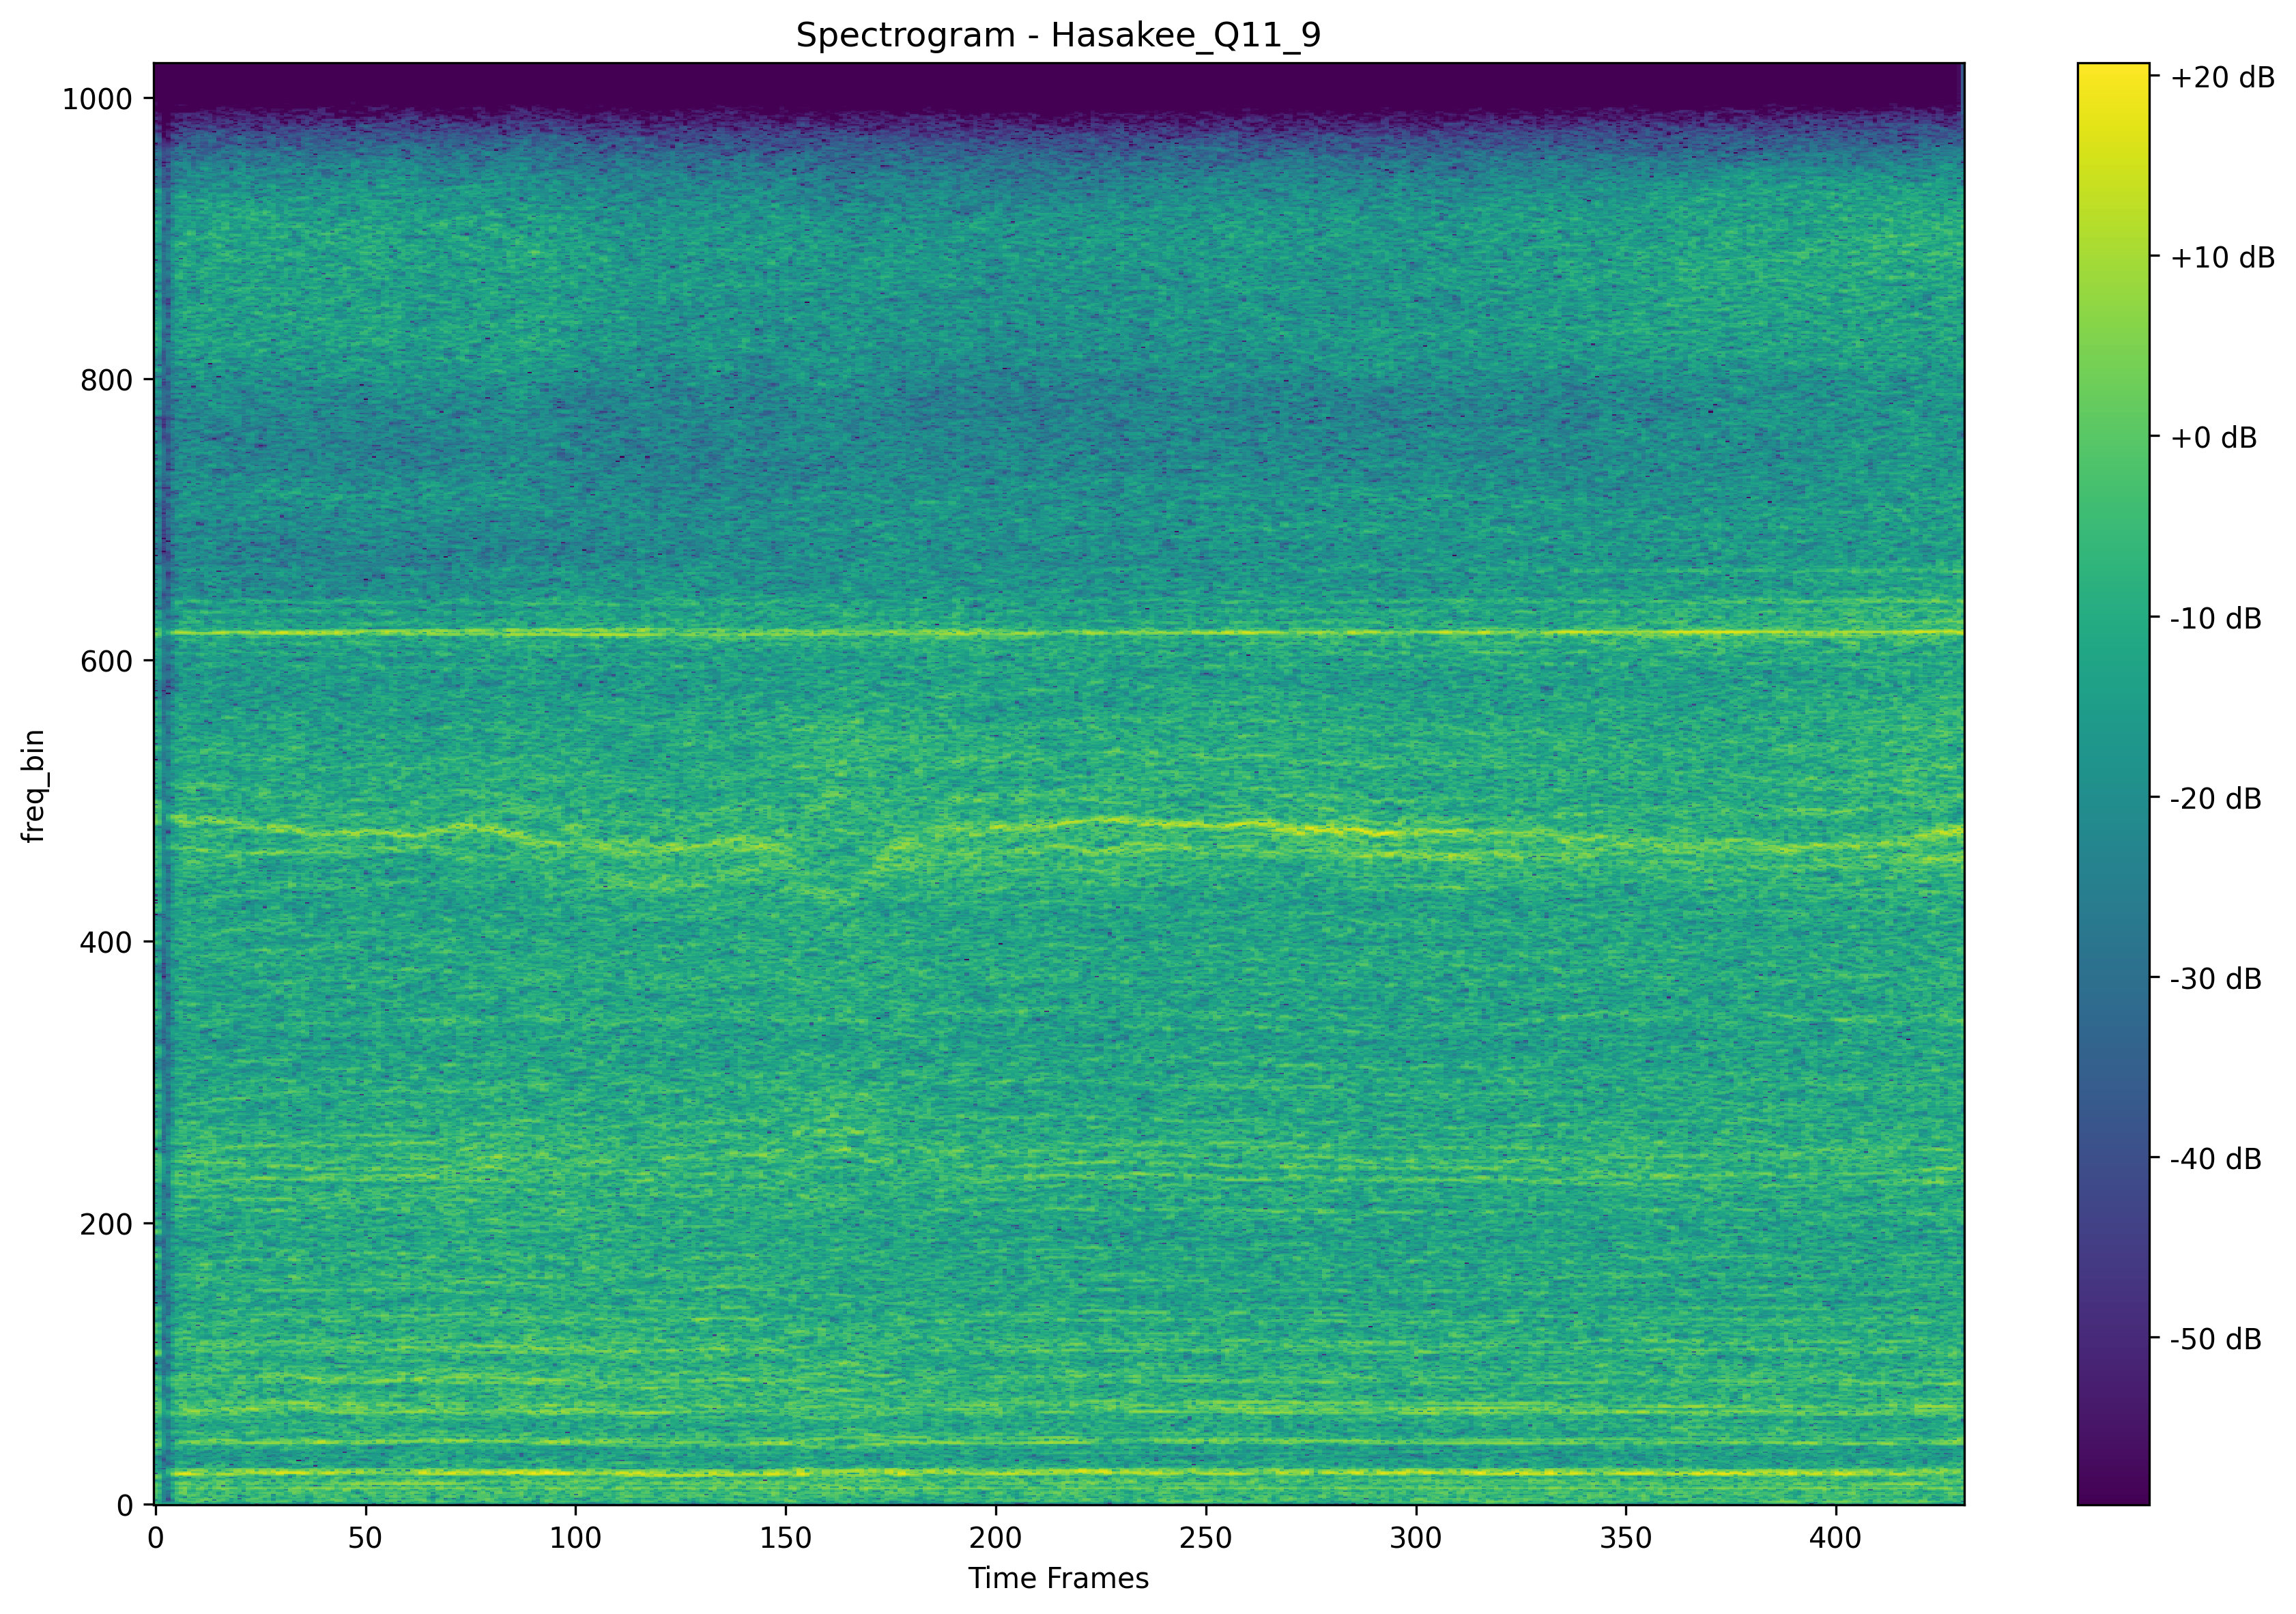 Spectrogram - Hasakee_Q11_9
1000
800
600
400
200
0
freq_bin
0 50 100 150 200 250 300 350 400
Time Frames
+20 dB
+10 dB
+0 dB
-10 dB
-20 dB
-30 dB
-40 dB
-50 dB